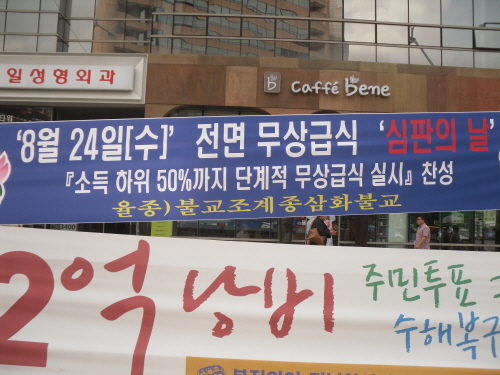 일성영외과
caffé bene
'8월 24일[수]' 전면 무상급식 '심판의 날'
『소득 하위 50%까지 단계적 무상급식 실시』 찬성
율종) 불교조계종삼화불교
2억 낭비
주민투표
수해복구